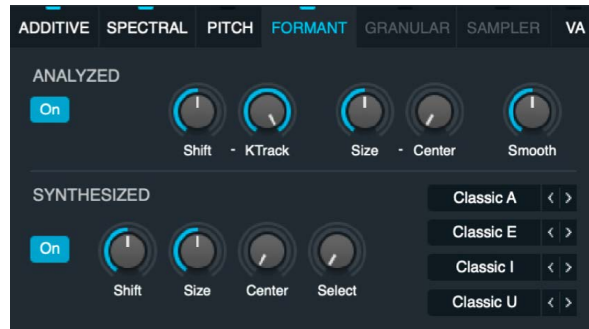 ADDITIVE SPECTRAL PITCH FORMANT GRANULAR SAMPLER VA
ANALYZED
On
Shift - KTrack Size - Center Smooth
SYNTHESIZED
On
Shift Size Center Select
Classic A < >
Classic E < >
Classic I < >
Classic U < >